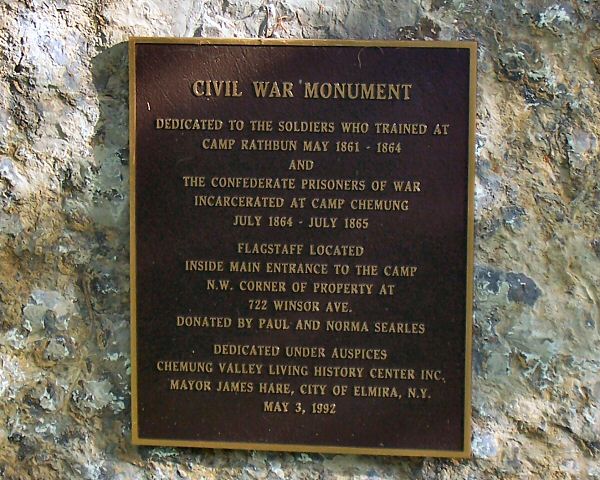 CIVIL WAR MONUMENT
DEDICATED TO THE SOLDIERS WHO TRAINED AT
CAMP RATHBUN MAY 1861 - 1864
AND
THE CONFEDERATE PRISONERS OF WAR
INCARCERATED AT CAMP CHEMUNG
JULY 1864 - JULY 1865
FLAGSTAFF LOCATED
INSIDE MAIN ENTRANCE TO THE CAMP
N.W. CORNER OF PROPERTY AT
722 WINSOR AVE.
DONATED BY PAUL AND NORMA SEARLES
DEDICATED UNDER AUSPICES
CHEMUNG VALLEY LIVING HISTORY CENTER INC.
MAYOR JAMES HARE, CITY OF ELMIRA, N.Y.
MAY 3, 1992